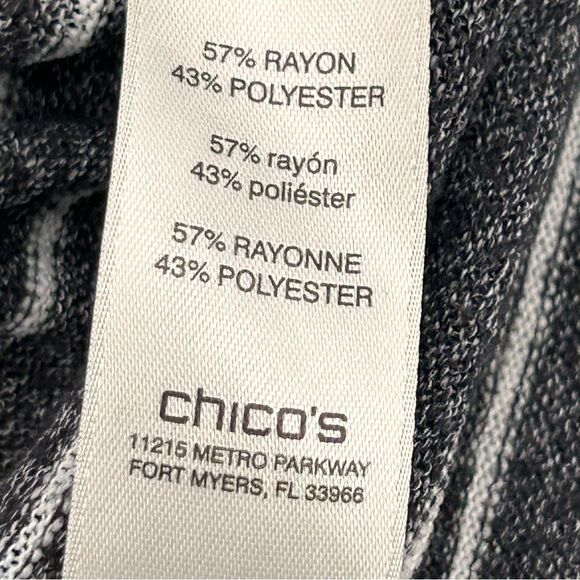 57% RAYON
43% POLYESTER
57% rayón
43% poliéster
57% RAYONNE
43% POLYESTER
chico's
11215 METRO PARKWAY
FORT MYERS, FL 33966